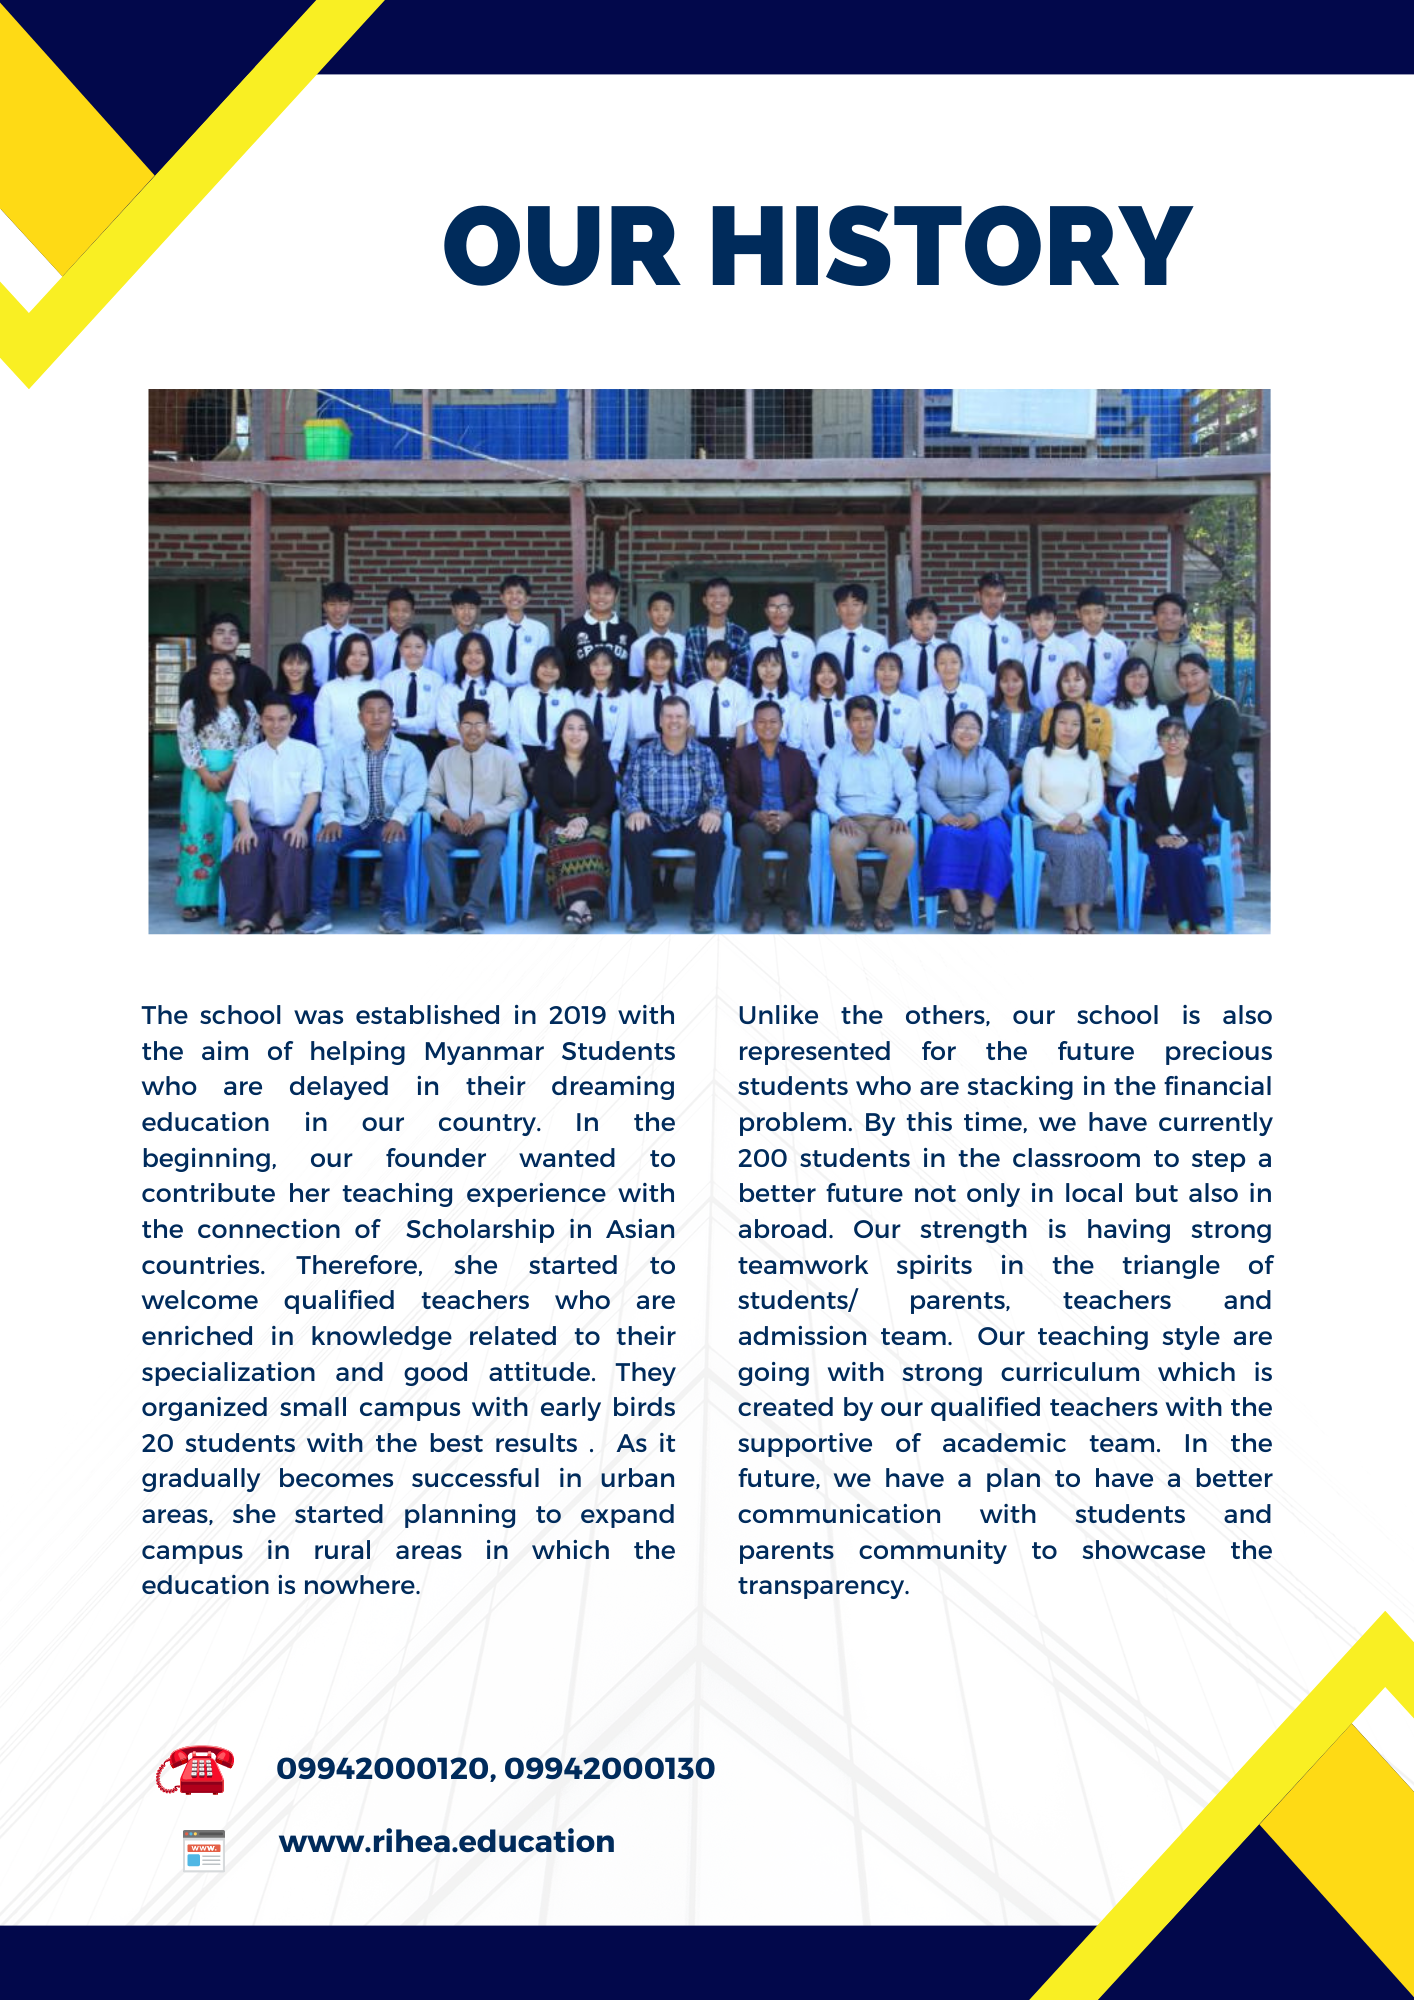 OUR HISTORY
The school was established in 2019 with
the aim of helping Myanmar Students
who are delayed in their dreaming
education in our country. In the
beginning, our founder wanted to
contribute her teaching experience with
the connection of Scholarship in Asian
countries. Therefore, she started to
welcome qualified teachers who are
enriched in knowledge related to their
specialization and good attitude. They
organized small campus with early birds
20 students with the best results . As it
gradually becomes successful in urban
areas, she started planning to expand
campus in rural areas in which the
education is nowhere.
Unlike the others, our school is also
represented for the future precious
students who are stacking in the financial
problem. By this time, we have currently
200 students in the classroom to step a
better future not only in local but also in
abroad. Our strength is having strong
teamwork spirits in the triangle of
students/ parents, teachers and
admission team. Our teaching style are
going with strong curriculum which is
created by our qualified teachers with the
supportive of academic team. In the
future, we have a plan to have a better
communication with students and
parents community to showcase the
transparency.
09942000120, 09942000130
www.
www.rihea.education